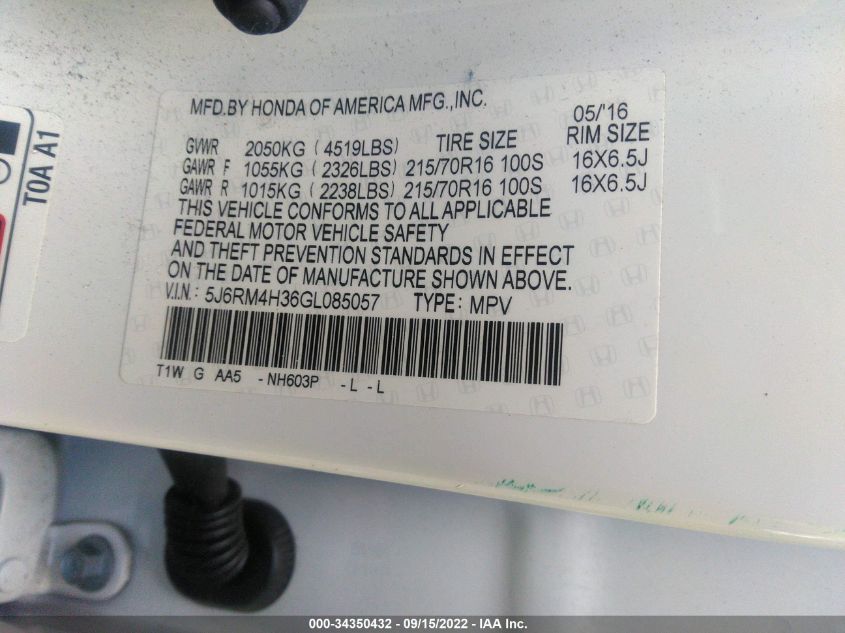 MFD.BY HONDA OF AMERICA MFG.,INC.
05/'16
GVWR 2050KG (4519LBS) TIRE SIZE RIM SIZE
GAWR F 1055KG (2326LBS) 215/70R16 100S 16X6.5J
GAWR R 1015KG (2238LBS) 215/70R16 100S 16X6.5J
THIS VEHICLE CONFORMS TO ALL APPLICABLE
FEDERAL MOTOR VEHICLE SAFETY
AND THEFT PREVENTION STANDARDS IN EFFECT
ON THE DATE OF MANUFACTURE SHOWN ABOVE.
V.I.N.: 5J6RM4H36GL085057 TYPE: MPV
T1W G AA5 -NH603P -L -L
T0A A1
000-34350432 - 09/15/2022 - IAA Inc.